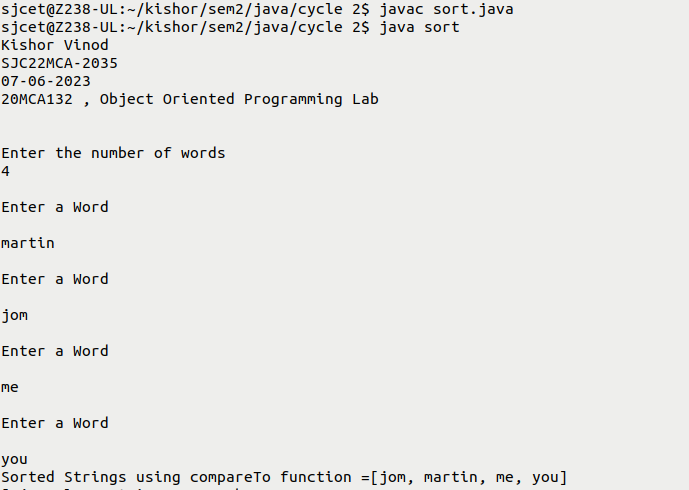 sjcet@Z238-UL:~/kishor/sem2/java/cycle 2$ javac sort.java
sjcet@Z238-UL:~/kishor/sem2/java/cycle 2$ java sort
Kishor Vinod
SJC22MCA-2035
07-06-2023
20MCA132 , Object Oriented Programming Lab
Enter the number of words
4
Enter a Word
martin
Enter a Word
jom
Enter a Word
me
Enter a Word
you
Sorted Strings using compareTo function =[jom, martin, me, you]